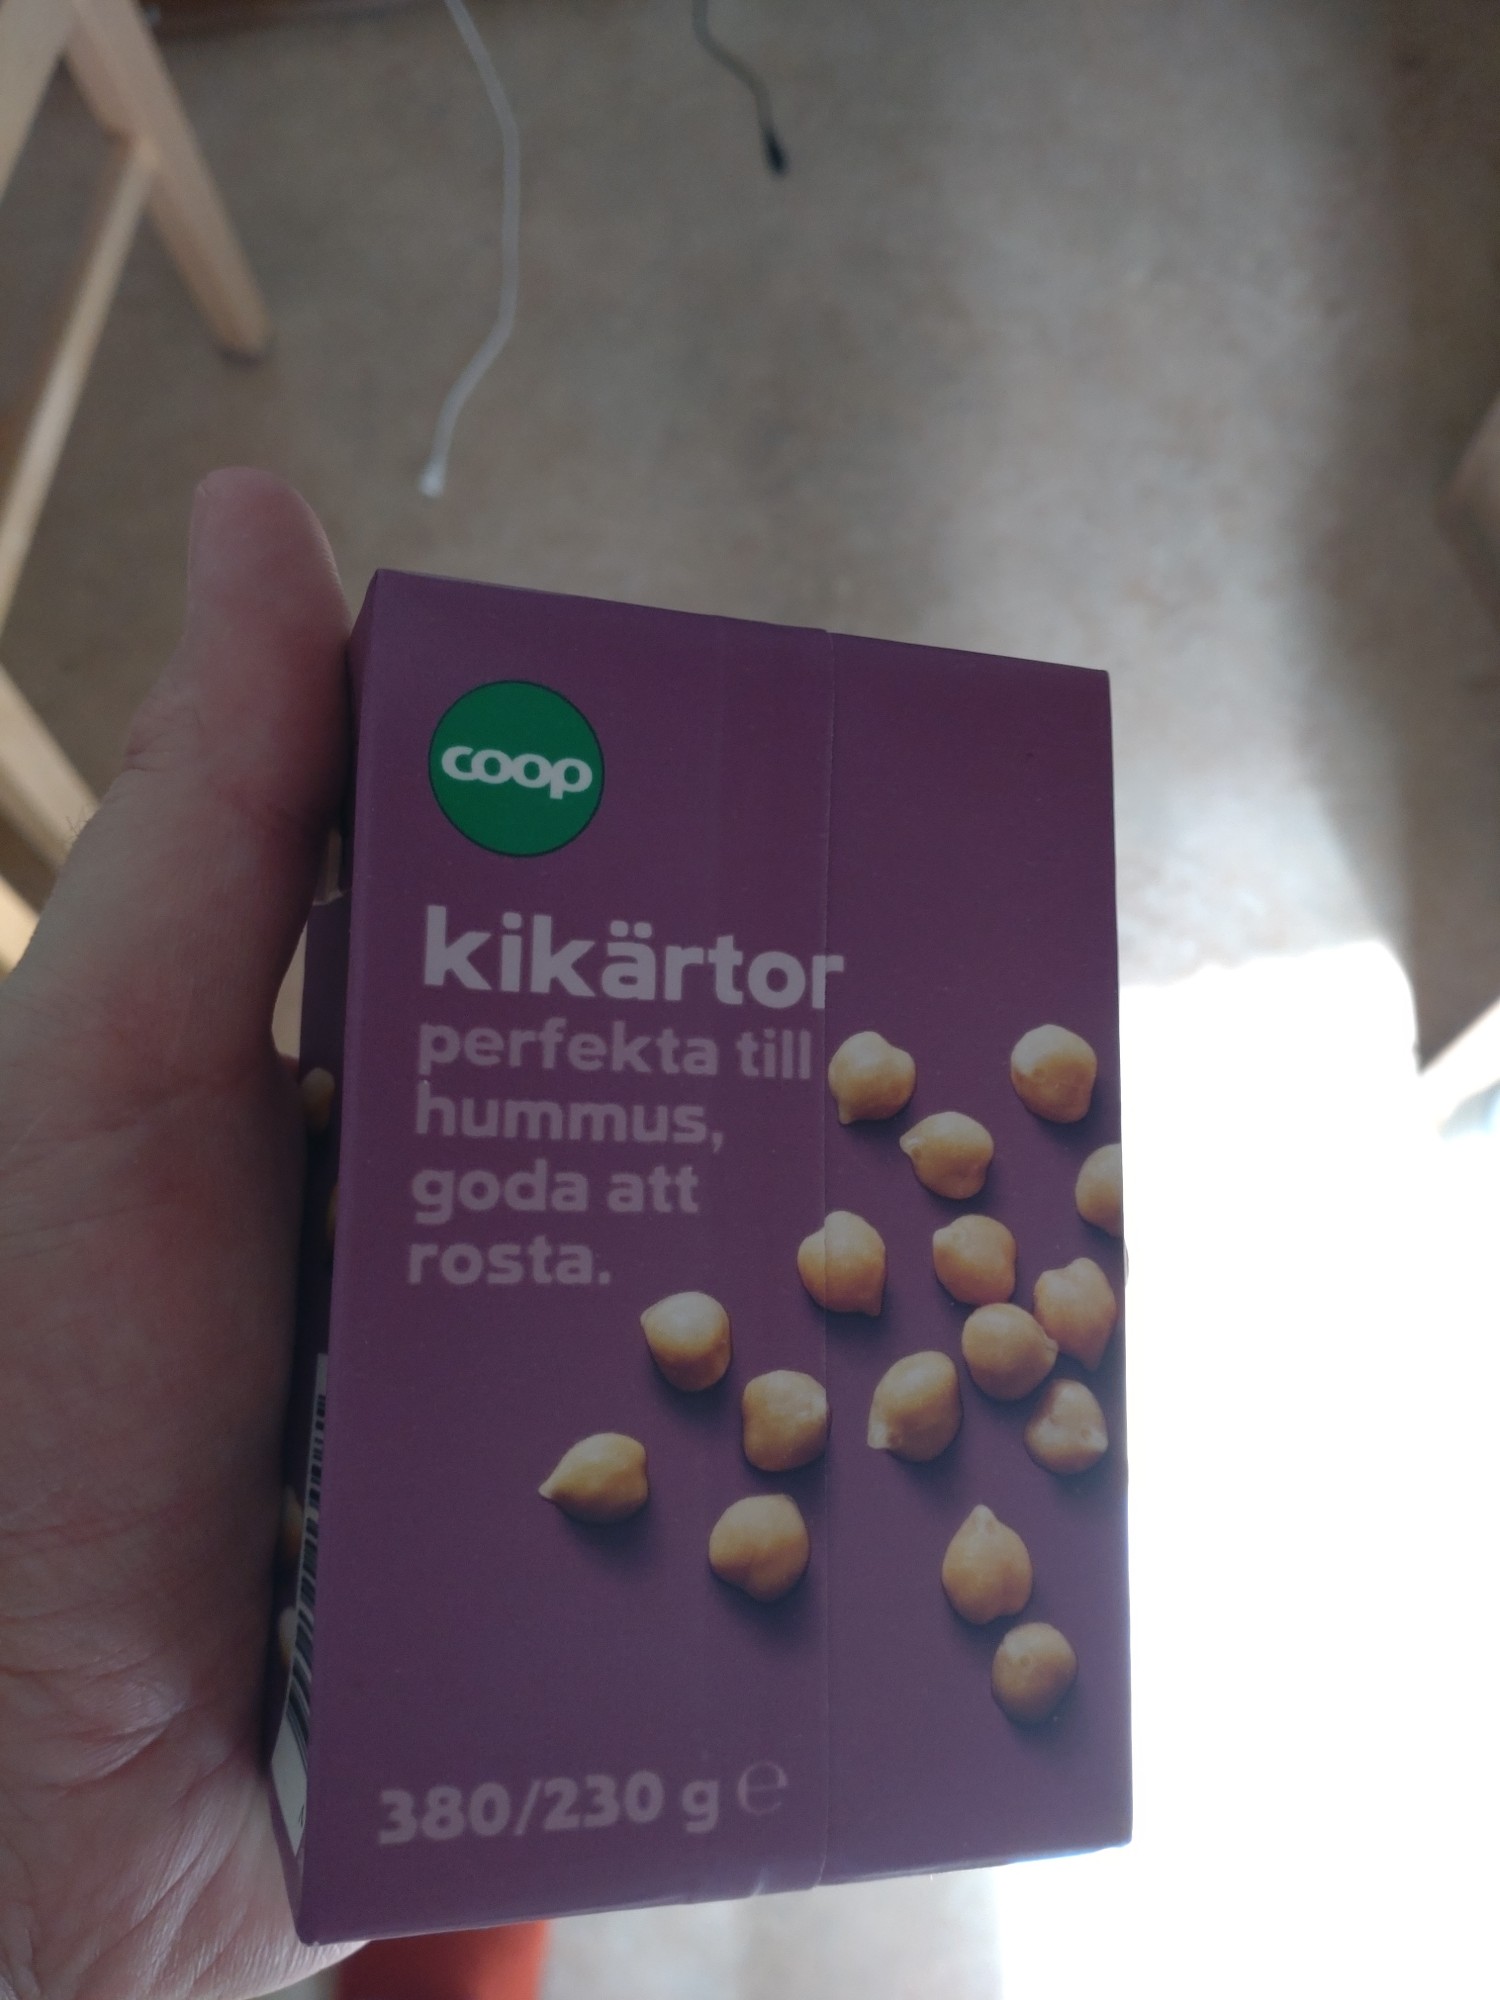 coop
kikärtor
perfekta till
hummus,
goda att
rosta.
380/230 g ℮